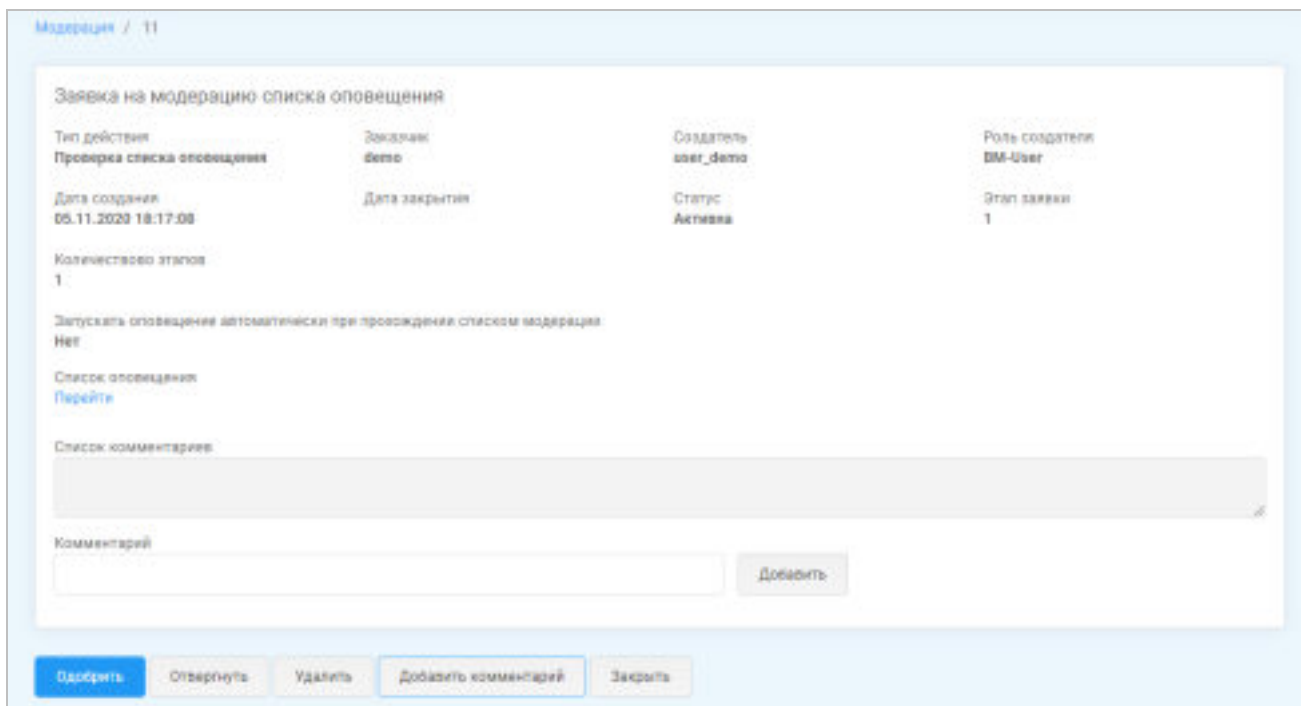 Модерация / 11
Заявка на модерацию списка оповещения
Тип действия Заказчик Создатель Роль создателя
Проверка списка оповещения demo user_demo BM-User
Дата создания Дата закрытия Статус Этап заявки
05.11.2020 18:17:08 Активна 1
Количествово этапов
1
Запускать оповещение автоматически при прохождении списком модерации
Нет
Список оповещения
Перейти
Список комментариев
Комментарий
Добавить
Одобрить Отвергнуть Удалить Добавить комментарий Закрыть